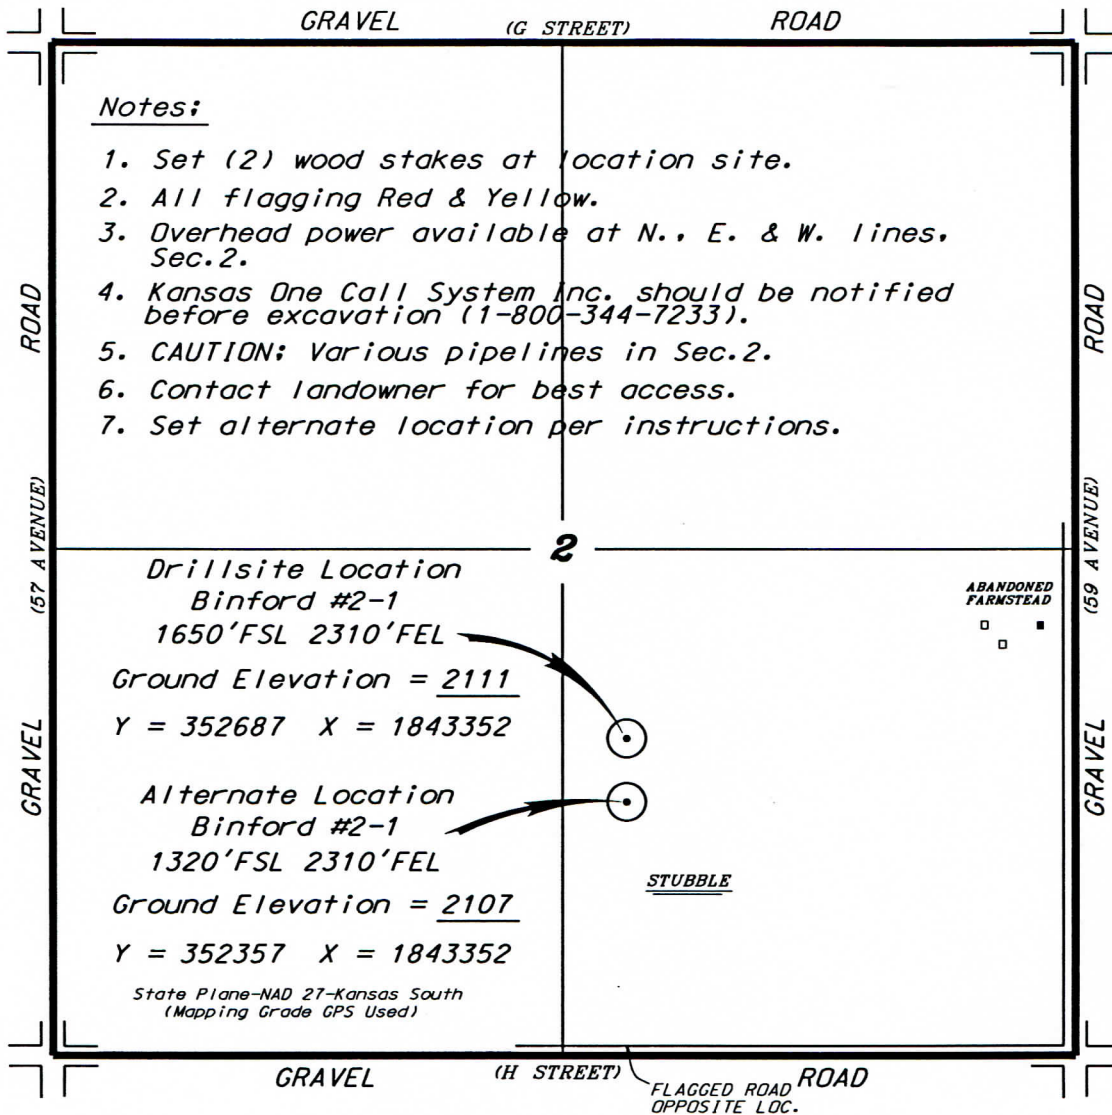 GRAVEL (G STREET) ROAD
Notes:
1. Set (2) wood stakes at location site.
2. All flagging Red & Yellow.
3. Overhead power available at N., E. & W. lines,
Sec.2.
4. Kansas One Call System Inc. should be notified
before excavation (1-800-344-7233).
5. CAUTION: Various pipelines in Sec.2.
6. Contact landowner for best access.
7. Set alternate location per instructions.
ROAD
(57 AVENUE)
GRAVEL
ROAD
(59 AVENUE)
GRAVEL
2
Drillsite Location
Binford #2-1
1650'FSL 2310'FEL
Ground Elevation = 2111
Y = 352687 X = 1843352
ABANDONED
FARMSTEAD
Alternate Location
Binford #2-1
1320'FSL 2310'FEL
Ground Elevation = 2107
Y = 352357 X = 1843352
State Plane-NAD 27-Kansas South
(Mapping Grade GPS Used)
STUBBLE
GRAVEL (H STREET) ROAD
FLAGGED ROAD
OPPOSITE LOC.